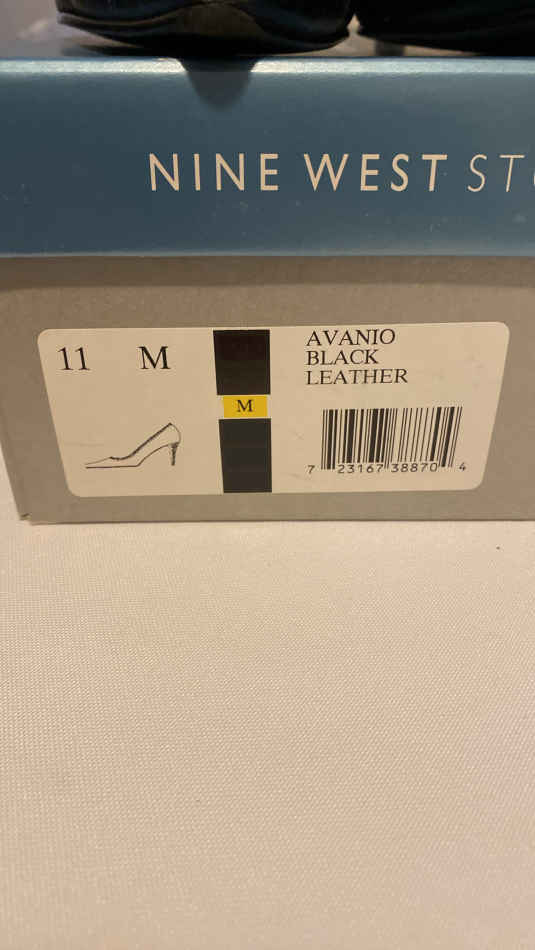 NINE WEST
11 M
M
AVANIO
BLACK
LEATHER
7 23167 38870 4